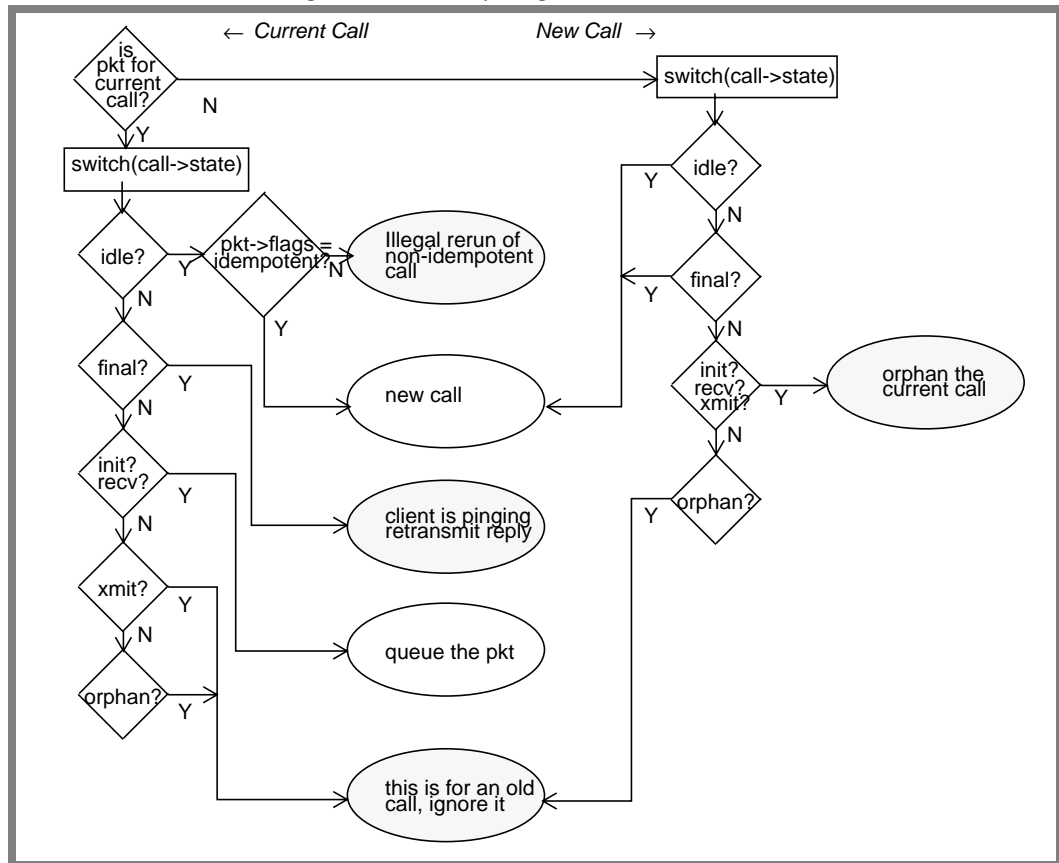 ← Current Call
New Call →
is
pkt for
current
call?
N
Y
switch(call->state)
switch(call->state)
idle?
Y
N
final?
Y
N
init?
recv?
xmit?
Y
N
orphan?
Y
orphan the
current call
idle?
Y
N
pkt->flags =
idempotent?
N
Y
Illegal rerun of
non-idempotent
call
final?
Y
N
new call
init?
recv?
Y
N
client is pinging
retransmit reply
xmit?
Y
N
queue the pkt
orphan?
Y
this is for an old
call, ignore it